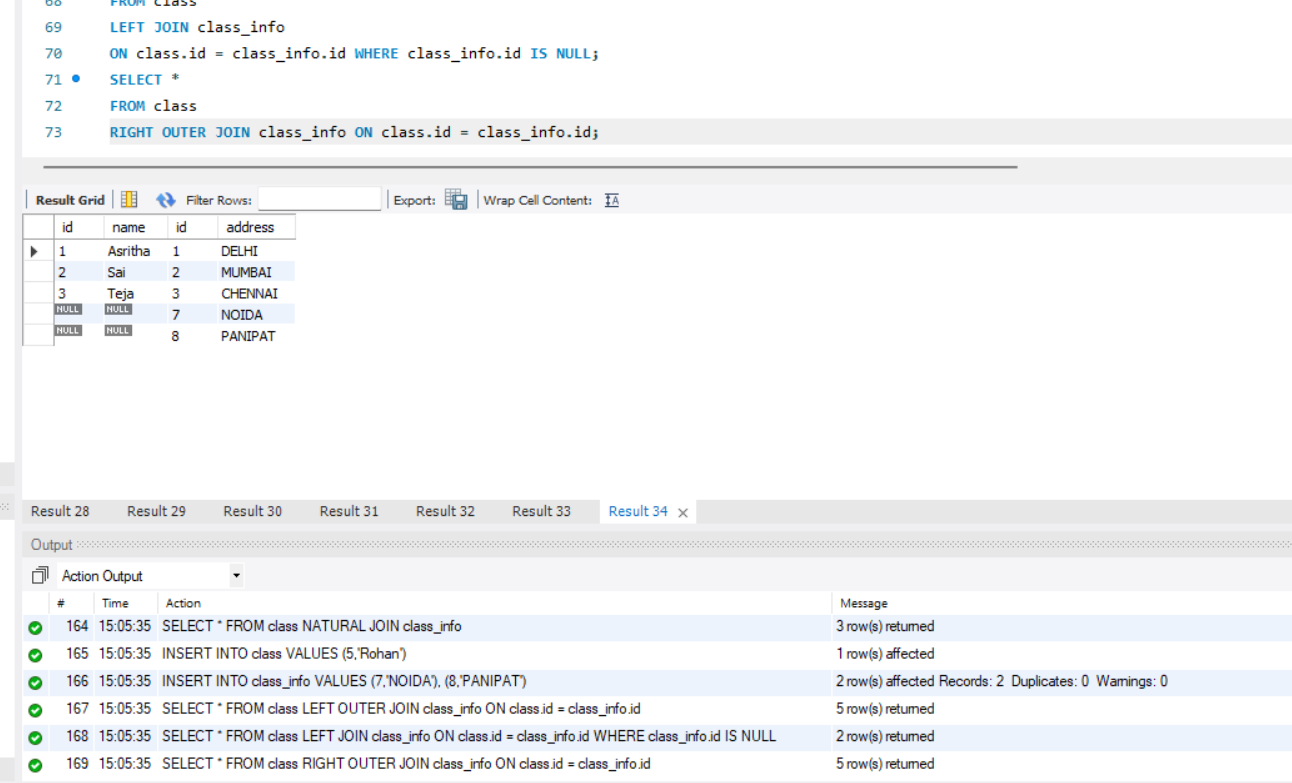 68 FROM class
69 LEFT JOIN class_info
70 ON class.id = class_info.id WHERE class_info.id IS NULL;
71 SELECT *
72 FROM class
73 RIGHT OUTER JOIN class_info ON class.id = class_info.id;
Result Grid Filter Rows: Export: Wrap Cell Content: IA
id name id address
1 Asritha 1 DELHI
2 Sai 2 MUMBAI
3 Teja 3 CHENNAI
NULL NULL 7 NOIDA
NULL NULL 8 PANIPAT
Result 28 Result 29 Result 30 Result 31 Result 32 Result 33 Result 34
Output
Action Output
# Time Action Message
164 15:05:35 SELECT * FROM class NATURAL JOIN class_info 3 row(s) returned
165 15:05:35 INSERT INTO class VALUES (5,'Rohan') 1 row(s) affected
166 15:05:35 INSERT INTO class_info VALUES (7,'NOIDA'), (8,'PANIPAT') 2 row(s) affected Records: 2 Duplicates: 0 Warnings: 0
167 15:05:35 SELECT * FROM class LEFT OUTER JOIN class_info ON class.id = class_info.id 5 row(s) returned
168 15:05:35 SELECT * FROM class LEFT JOIN class_info ON class.id = class_info.id WHERE class_info.id IS NULL 2 row(s) returned
169 15:05:35 SELECT * FROM class RIGHT OUTER JOIN class_info ON class.id = class_info.id 5 row(s) returned